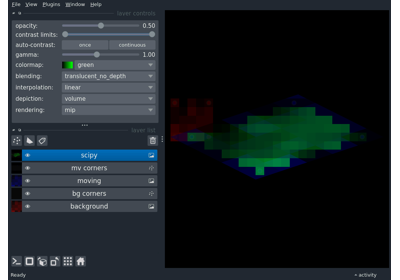 File View Plugins Window Help
layer controls
opacity: 0.50
contrast limits:
auto-contrast: once continuous
gamma: 1.00
colormap: green
blending: translucent_no_depth
interpolation: linear
depiction: volume
rendering: mip
layer list
scipy
mv corners
moving
bg corners
background
Ready activity